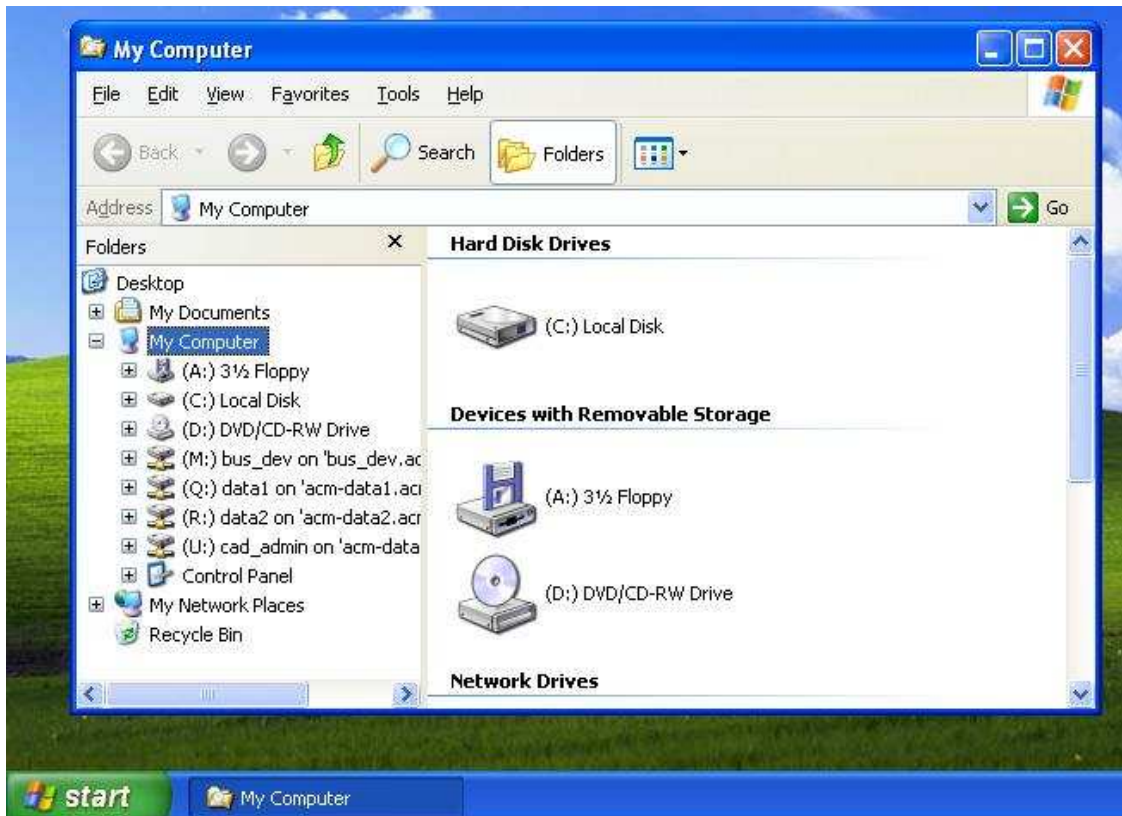 My Computer
File Edit View Favorites Tools Help
Back Search Folders
Address My Computer Go
Folders
Desktop
My Documents
My Computer
(A:) 3½ Floppy
(C:) Local Disk
(D:) DVD/CD-RW Drive
(M:) bus_dev on 'bus_dev.ac
(Q:) data1 on 'acm-data1.acr
(R:) data2 on 'acm-data2.acr
(U:) cad_admin on 'acm-data
Control Panel
My Network Places
Recycle Bin
Hard Disk Drives
(C:) Local Disk
Devices with Removable Storage
(A:) 3½ Floppy
(D:) DVD/CD-RW Drive
Network Drives
start My Computer